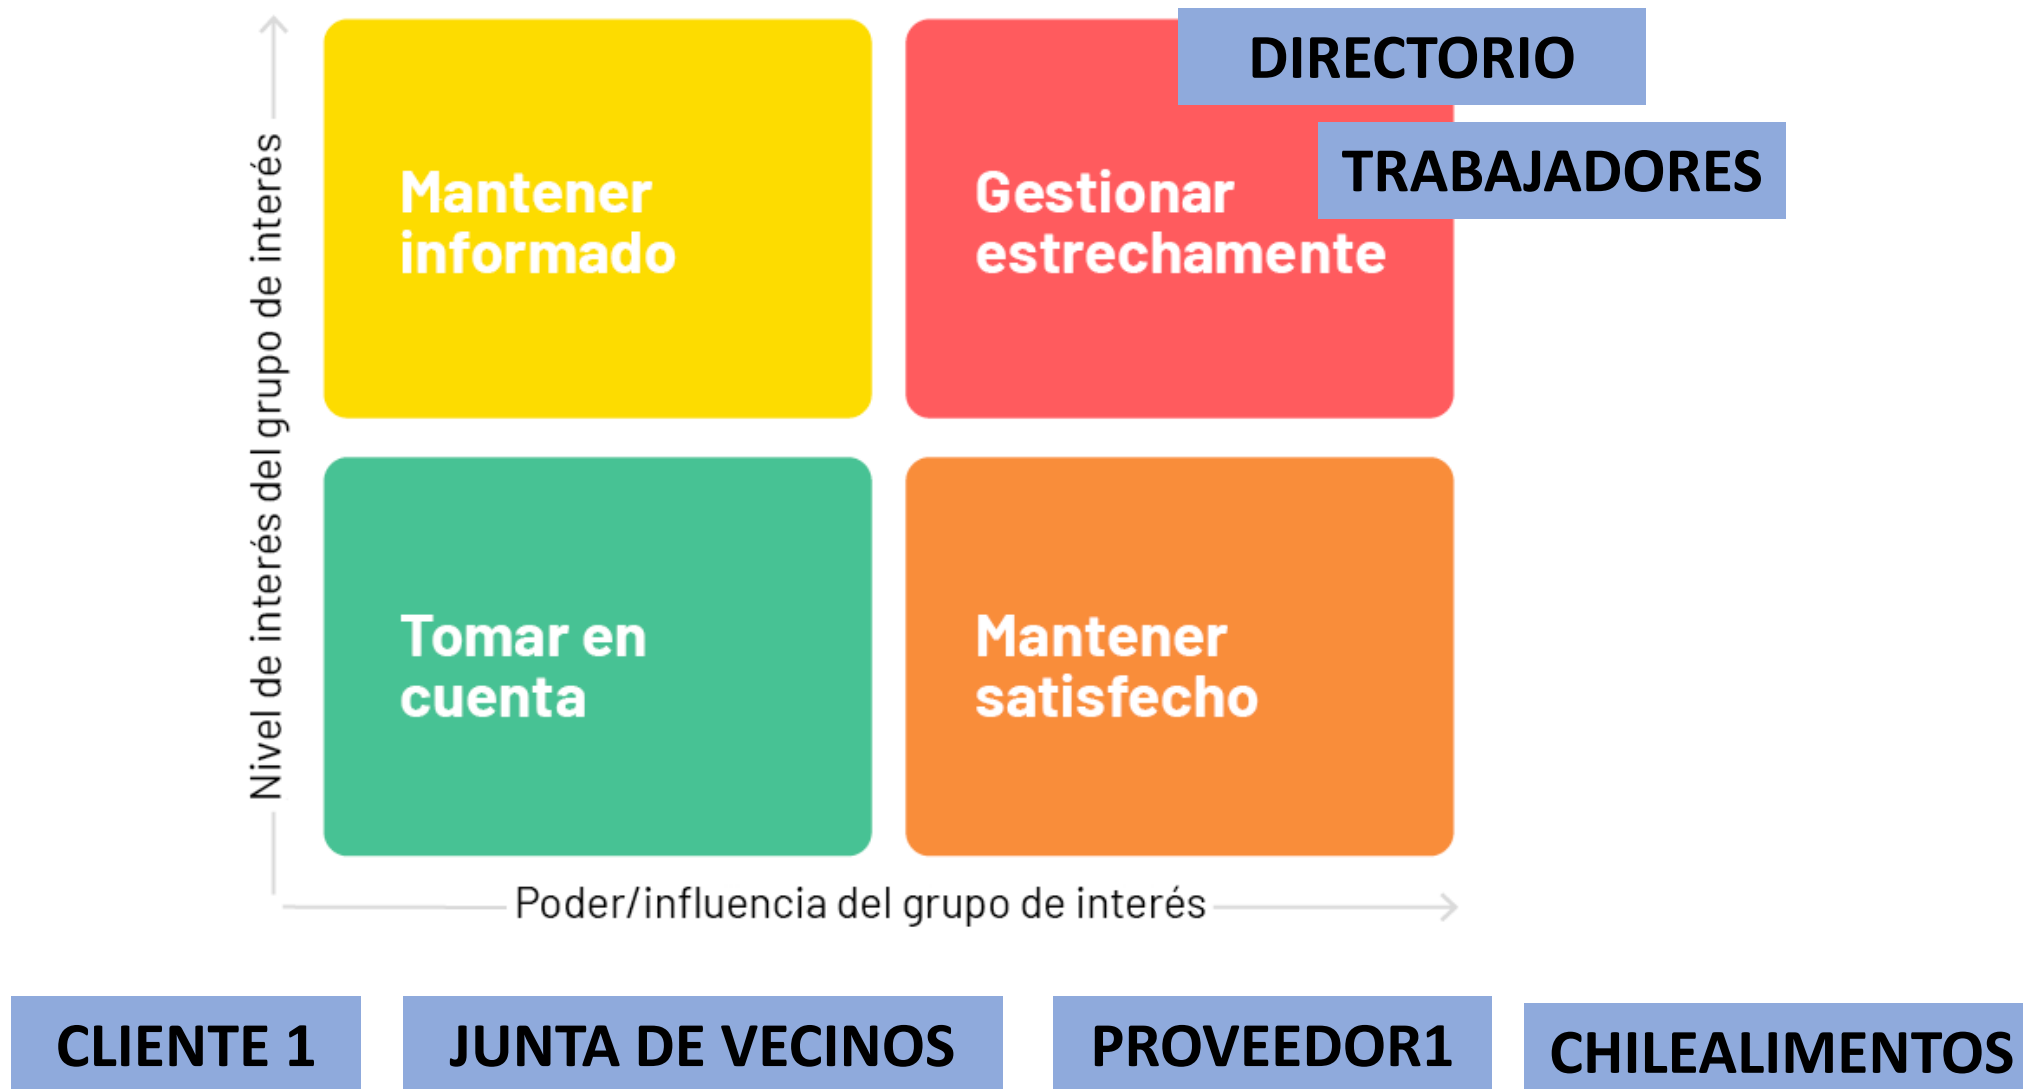 DIRECTORIO
TRABAJADORES
Mantener
informado
Gestionar
estrechamente
Nivel de interés del grupo de interés
Tomar en
cuenta
Mantener
satisfecho
Poder/influencia del grupo de interés
CLIENTE 1
JUNTA DE VECINOS
PROVEEDOR1
CHILEALIMENTOS